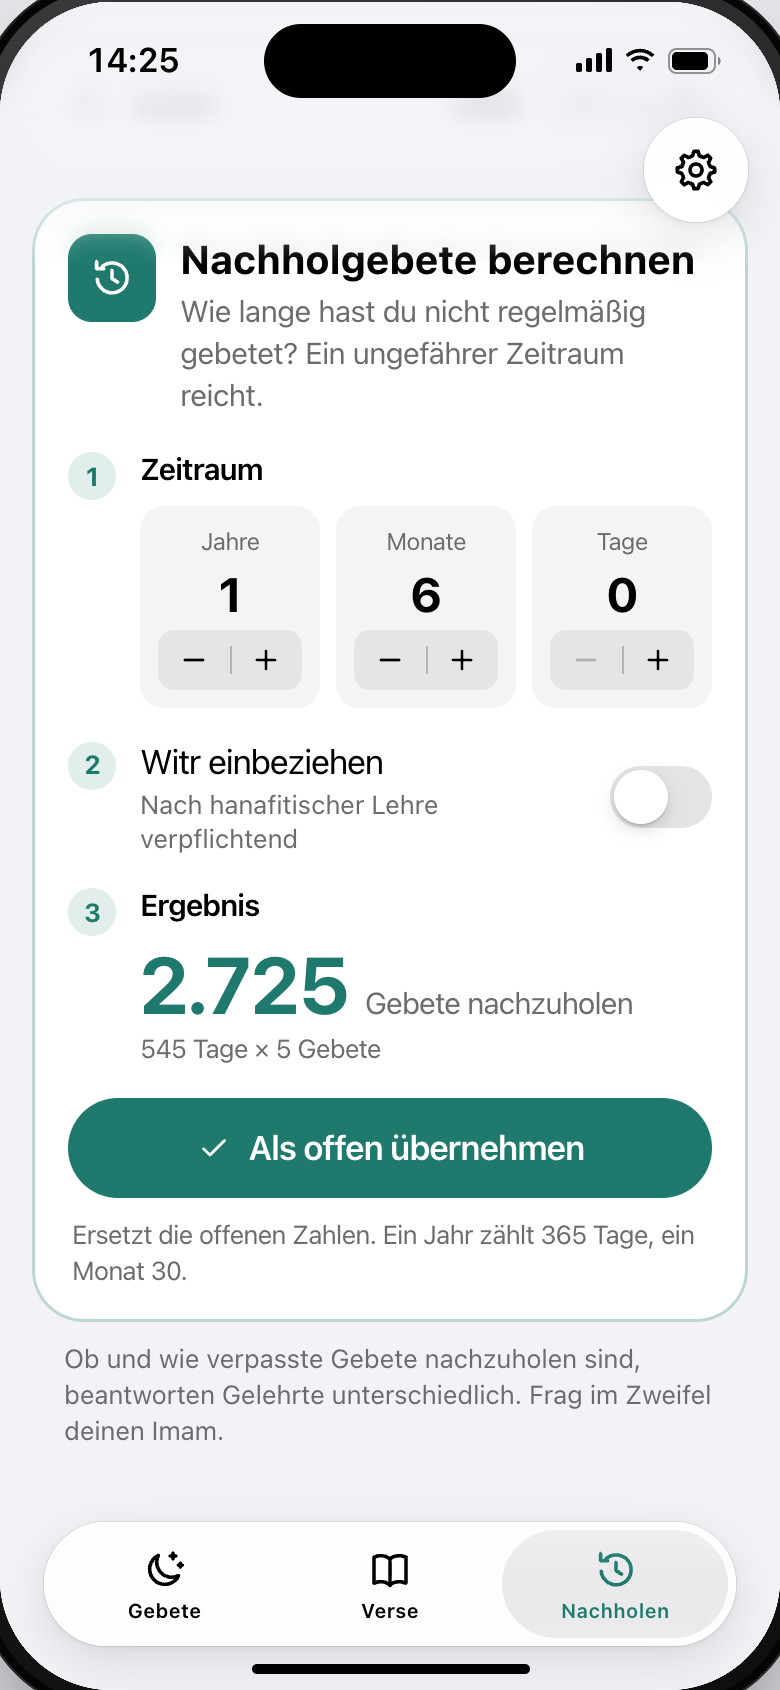 14:25
Nachholgebete berechnen
Wie lange hast du nicht regelmäßig
gebetet? Ein ungefährer Zeitraum
reicht.
1
Zeitraum
Jahre
1
Monate
6
Tage
0
2
Witr einbeziehen
Nach hanafitischer Lehre
verpflichtend
3
Ergebnis
2.725 Gebete nachzuholen
545 Tage × 5 Gebete
Als offen übernehmen
Ersetzt die offenen Zahlen. Ein Jahr zählt 365 Tage, ein
Monat 30.
Ob und wie verpasste Gebete nachzuholen sind,
beantworten Gelehrte unterschiedlich. Frag im Zweifel
deinen Imam.
Gebete
Verse
Nachholen